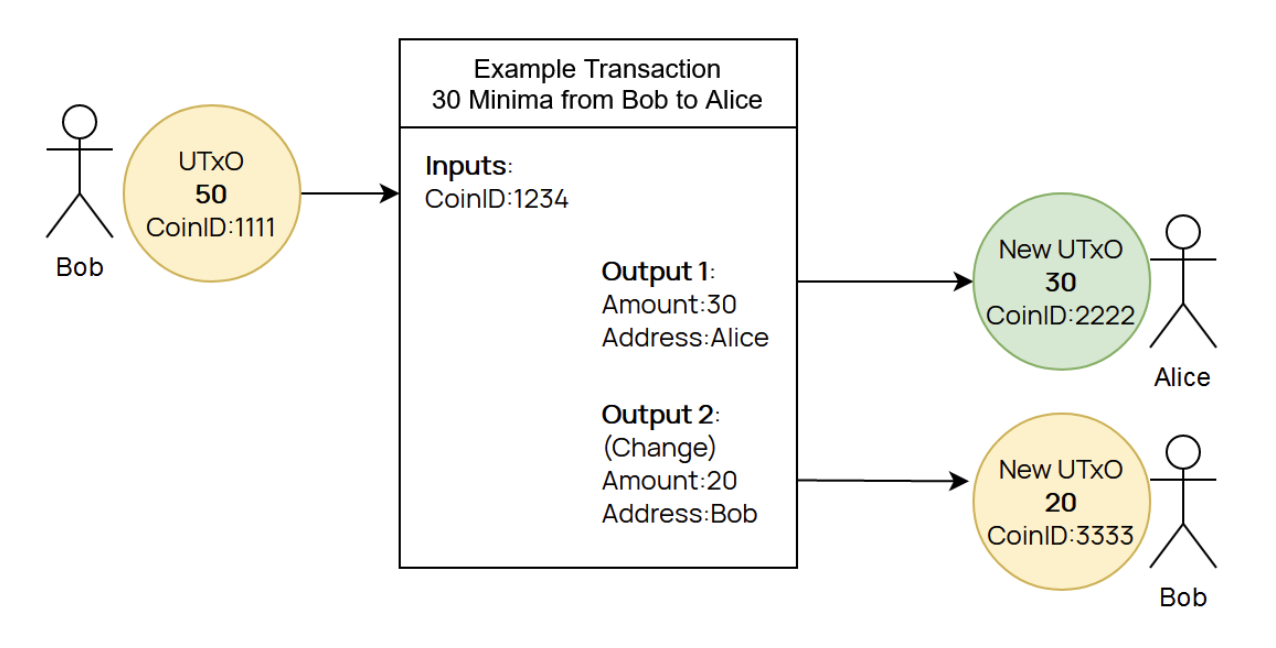 Example Transaction
30 Minima from Bob to Alice
UTxO
50
CoinID:1111
Bob
Inputs:
CoinID:1234
Output 1:
Amount:30
Address:Alice
New UTxO
30
CoinID:2222
Alice
Output 2:
(Change)
Amount:20
Address:Bob
New UTxO
20
CoinID:3333
Bob